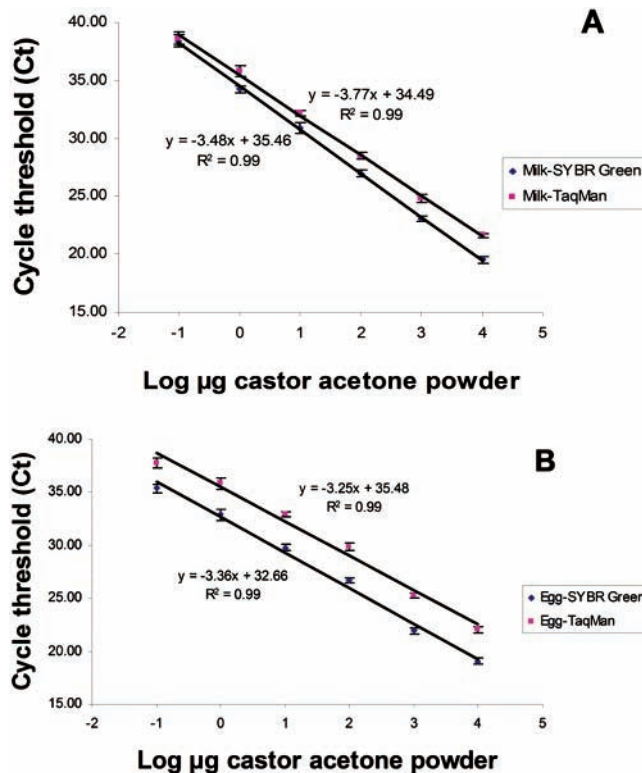 A
Cycle threshold (Ct)
40.00
35.00
30.00
25.00
20.00
15.00
y = -3.77x + 34.49
R² = 0.99
y = -3.48x + 35.46
R² = 0.99
Milk-SYBR Green
Milk-TaqMan
-2 -1 0 1 2 3 4 5
Log µg castor acetone powder
B
Cycle threshold (Ct)
40.00
35.00
30.00
25.00
20.00
15.00
y = -3.25x + 35.48
R² = 0.99
y = -3.36x + 32.66
R² = 0.99
Egg-SYBR Green
Egg-TaqMan
-2 -1 0 1 2 3 4 5
Log µg castor acetone powder